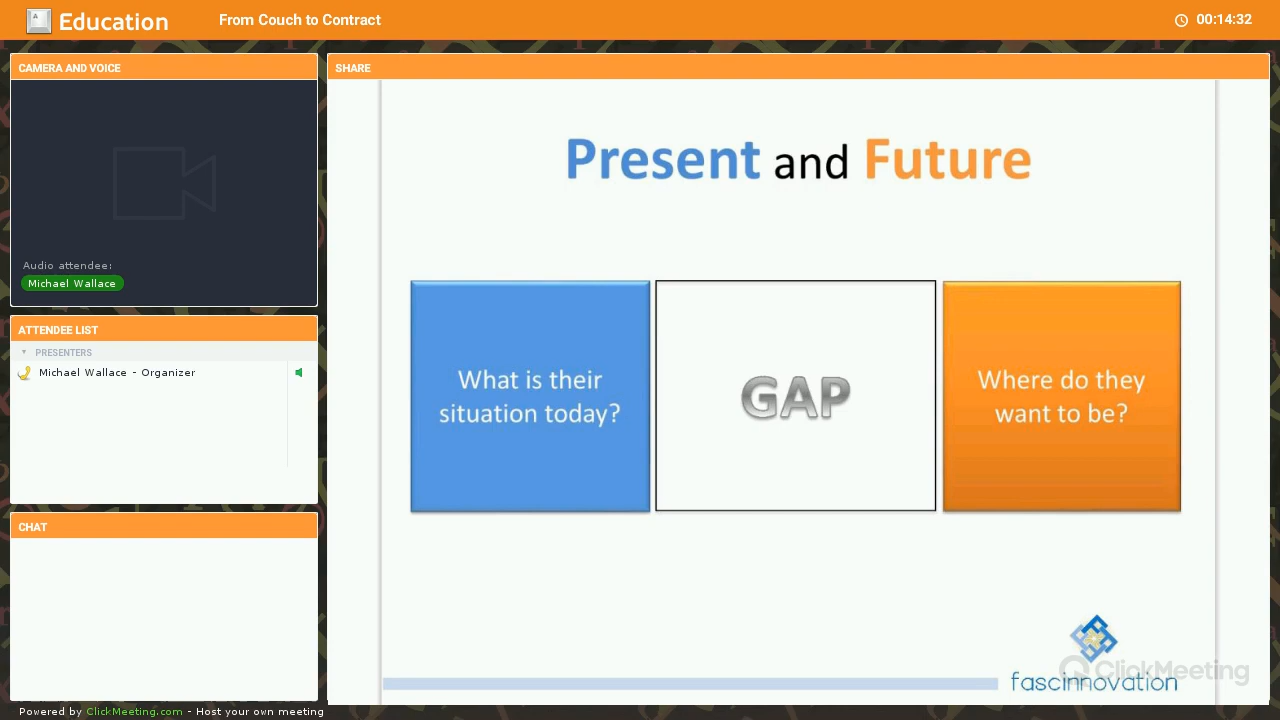 Education
From Couch to Contract
00:14:32
CAMERA AND VOICE
Audio attendee:
Michael Wallace
ATTENDEE LIST
PRESENTERS
Michael Wallace - Organizer
CHAT
Powered by ClickMeeting.com - Host your own meeting
SHARE
Present and Future
What is their
situation today?
GAP
Where do they
want to be?
ClickMeeting
fascinnovation